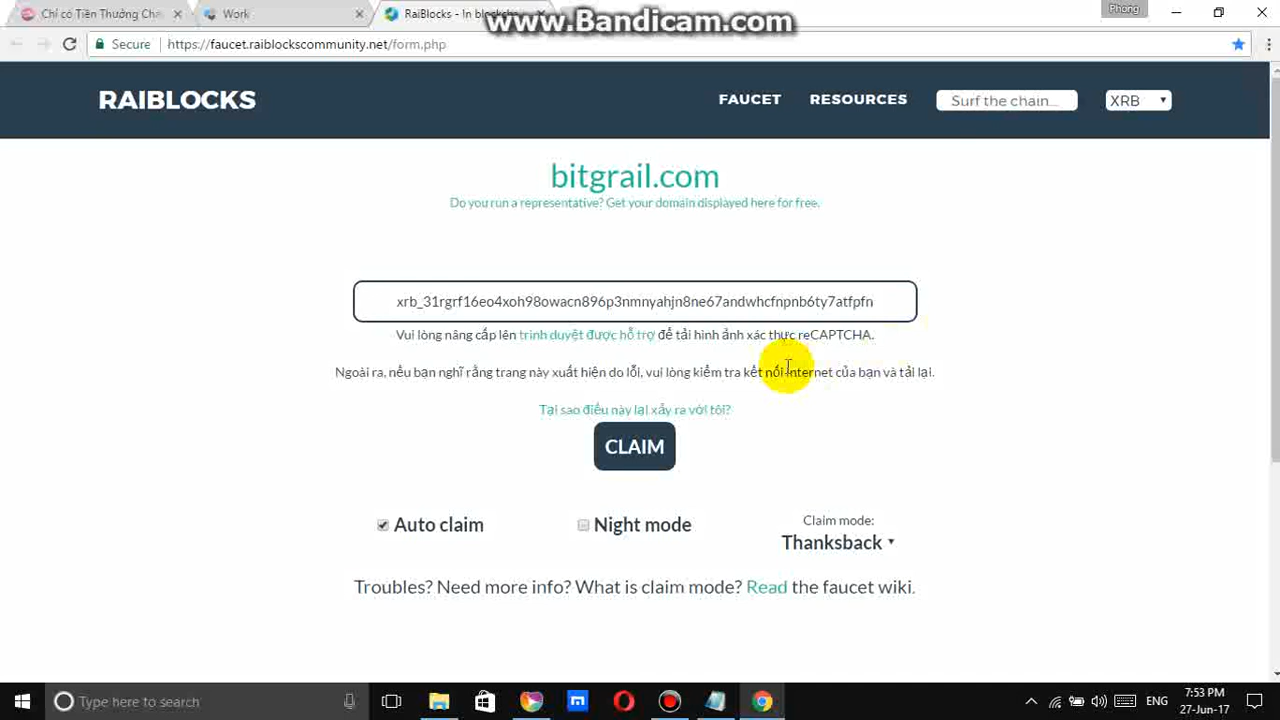 Chỉ có Tiền Thưởng Cha
Work
RaiBlocks - In blockch
www.Bandicam.com
Phong
Secure
https://faucet.raiblockscommunity.net/form.php
RAIBLOCKS
FAUCET
RESOURCES
Surf the chain...
XRB
bitgrail.com
Do you run a representative? Get your domain displayed here for free.
xrb_31rgrf16eo4xoh98owacn896p3nmnyahjn8ne67andwhcfnpnb6ty7atfpfn
Vui lòng nâng cấp lên trình duyệt được hỗ trợ để tải hình ảnh xác thực reCAPTCHA.
Ngoài ra, nếu bạn nghĩ rằng trang này xuất hiện do lỗi, vui lòng kiểm tra kết nối internet của bạn và tải lại.
Tại sao điều này lại xẩy ra với tôi?
CLAIM
Auto claim
Night mode
Claim mode:
Thanksback
Troubles? Need more info? What is claim mode? Read the faucet wiki.
Type here to search
ENG
7:53 PM
27-Jun-17